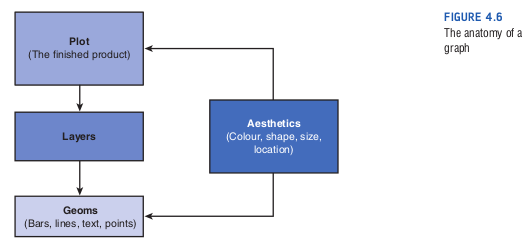 Plot
(The finished product)
Layers
Geoms
(Bars, lines, text, points)
Aesthetics
(Colour, shape, size,
location)
FIGURE 4.6
The anatomy of a
graph